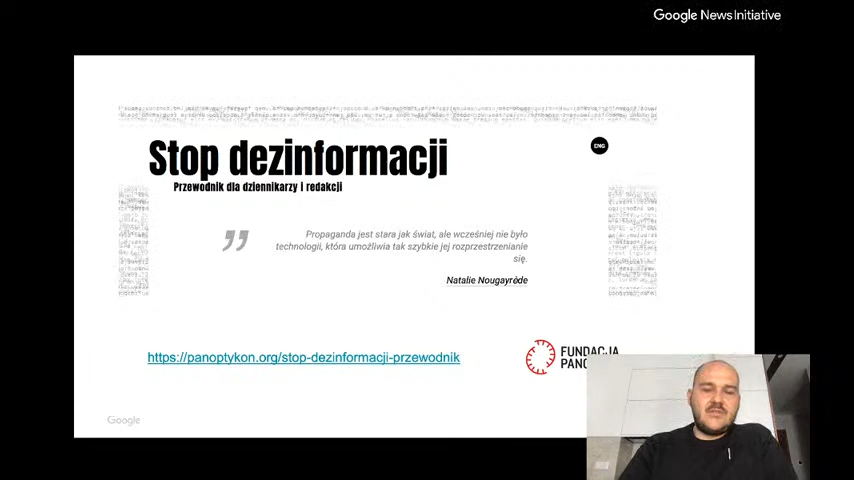 Google News Initiative
Stop dezinformacji
ENG
Przewodnik dla dziennikarzy i redakcji
Propaganda jest stara jak świat, ale wcześniej nie było
technologii, która umożliwia tak szybkie jej rozprzestrzenianie
się.
Natalie Nougayrède
https://panoptykon.org/stop-dezinformacji-przewodnik
FUNDACJA
Google